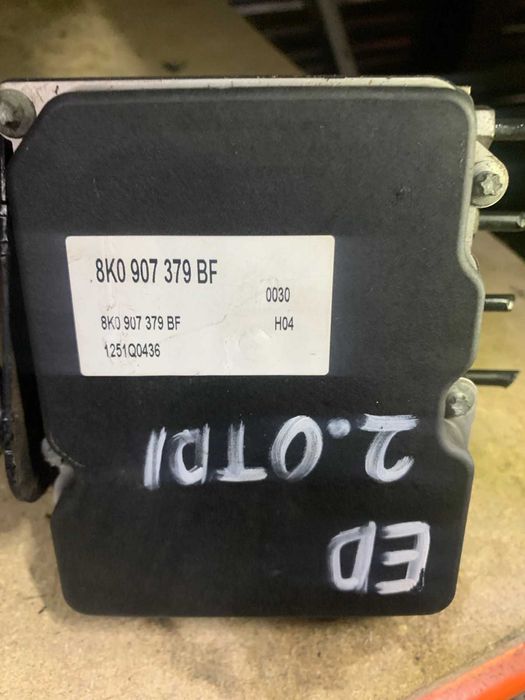 8K0 907 379 BF
0030
8K0 907 379 BF H04
1251Q0436
ED
2.0TDI